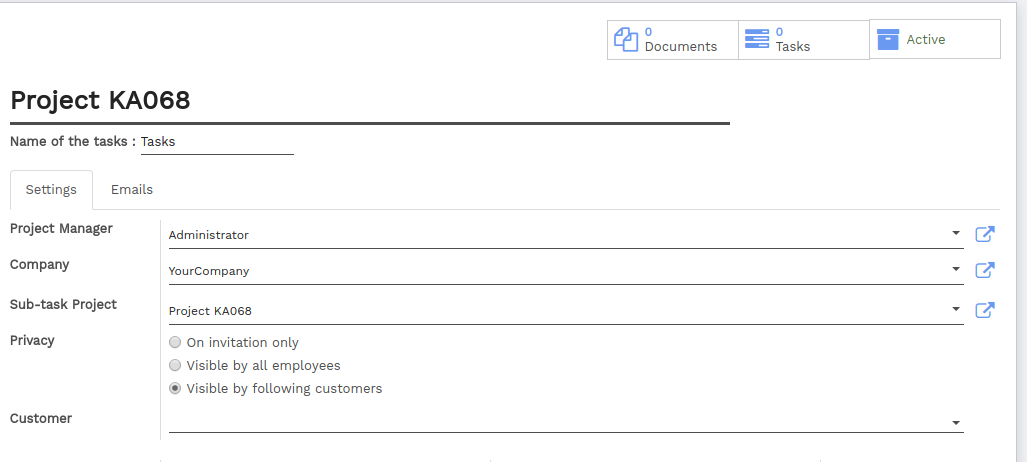 0
Documents
0
Tasks
Active
Project KA068
Name of the tasks : Tasks
Settings Emails
Project Manager Administrator
Company YourCompany
Sub-task Project Project KA068
Privacy On invitation only
Visible by all employees
Visible by following customers
Customer